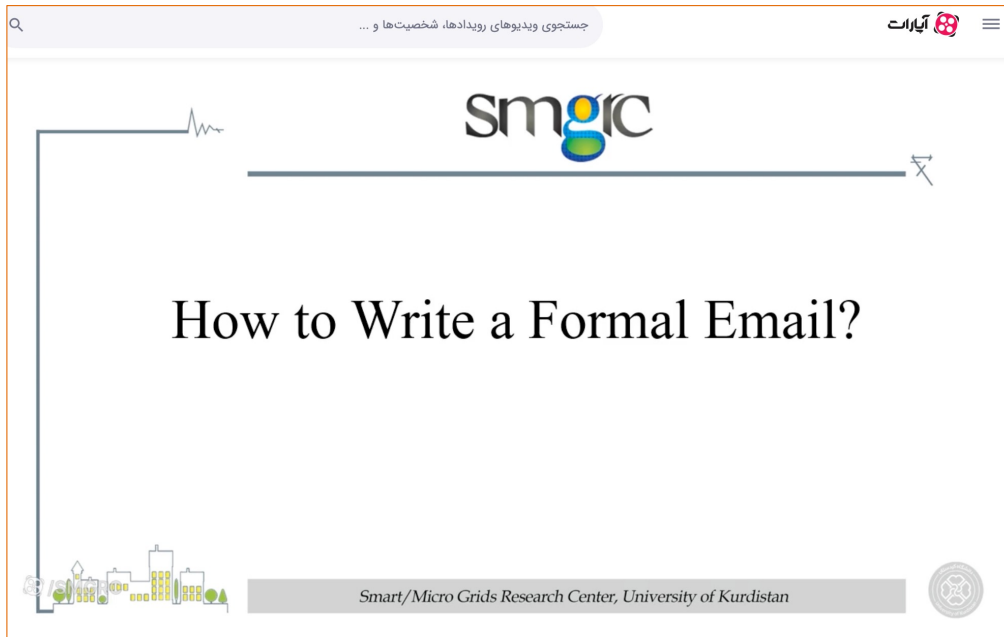 جستجوی ویدیوهای رویدادها، شخصیت‌ها و ...
آپارات
smgrc
How to Write a Formal Email?
/SMGRC
Smart/Micro Grids Research Center, University of Kurdistan